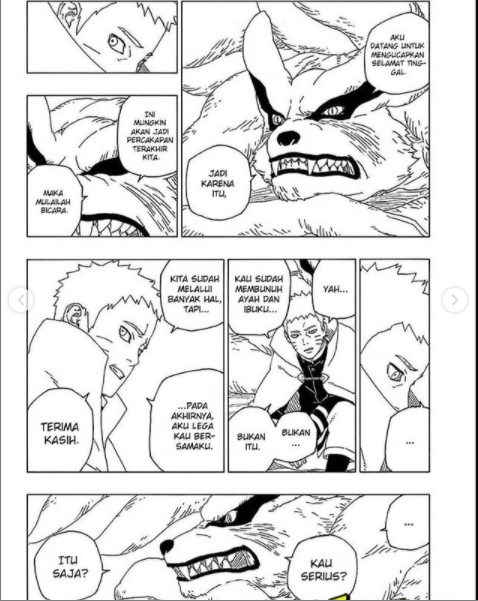 AKU
DATANG UNTUK
MENGUCAPKAN
SELAMAT TING-
GAL.
JADI
KARENA
ITU,
INI
MUNGKIN
AKAN JADI
PERCAKAPAN
TERAKHIR
KITA.
MAKA
MULAILAH
BICARA.
KITA SUDAH
MELALUI
BANYAK HAL,
TAPI...
...PADA
AKHIRNYA,
AKU LEGA
KAU BER-
SAMAKU.
TERIMA
KASIH.
KAU SUDAH
MEMBUNUH
AYAH DAN
IBUKU...
YAH...
BUKAN
ITU.
BUKAN
...
...
ITU
SAJA?
...
KAU
SERIUS?